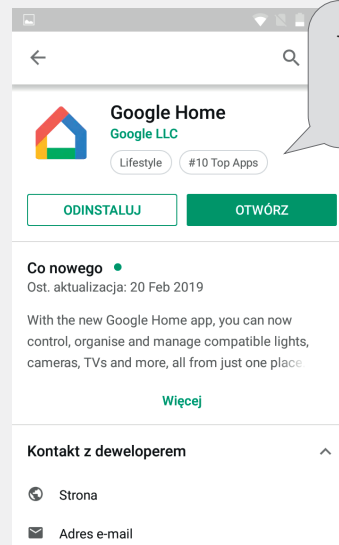 Google Home
Google LLC
Lifestyle
#10 Top Apps
ODINSTALUJ
OTWÓRZ
Co nowego
Ost. aktualizacja: 20 Feb 2019
With the new Google Home app, you can now
control, organise and manage compatible lights,
cameras, TVs and more, all from just one place
Więcej
Kontakt z deweloperem
Strona
Adres e-mail